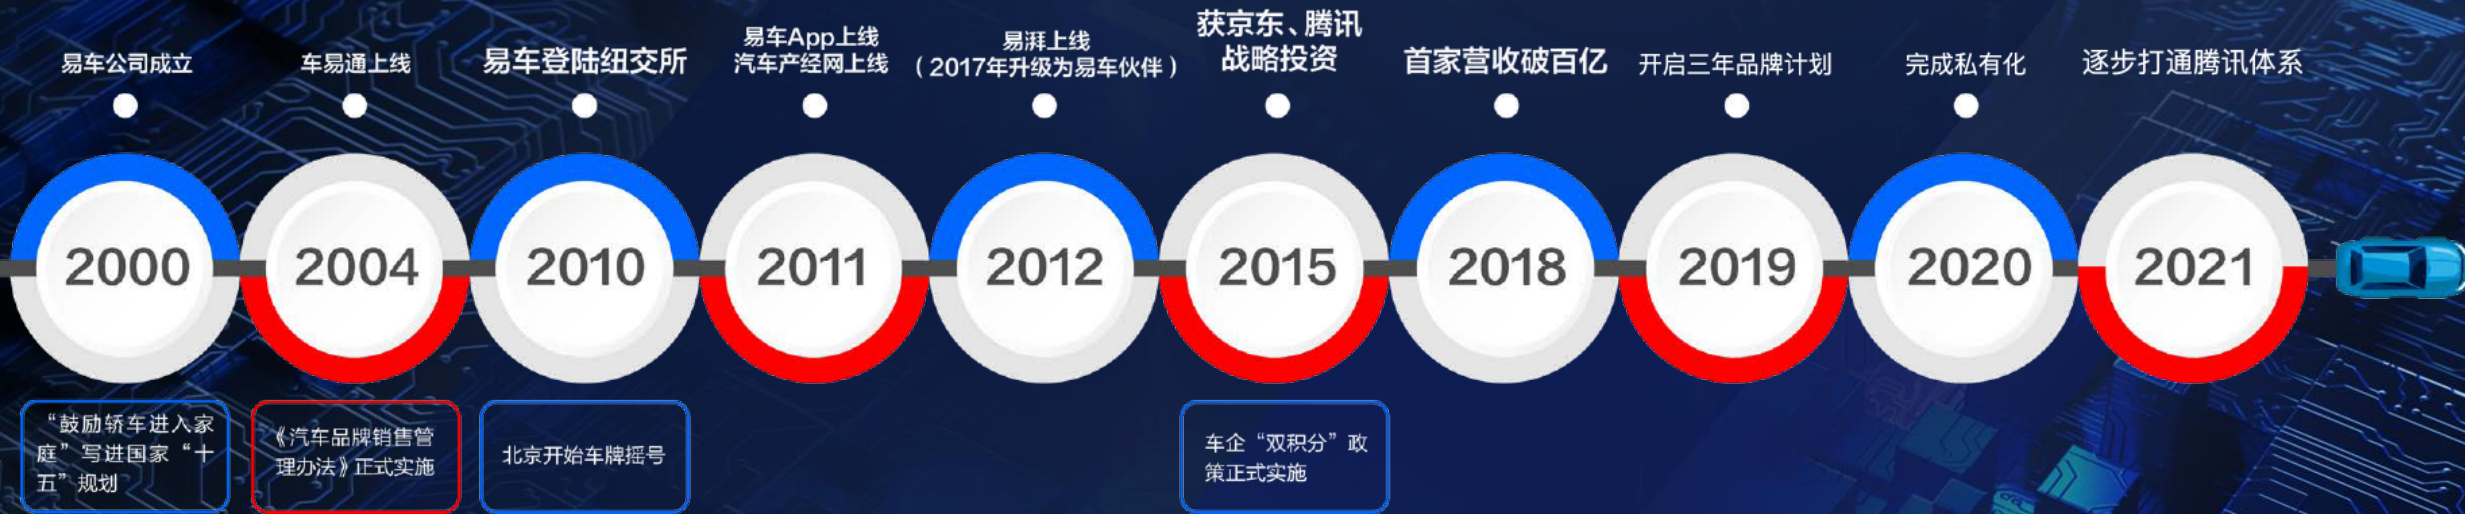 易车公司成立
车易通上线
易车登陆纽交所
易车App上线
汽车产经网上线
易湃上线
（2017年升级为易车伙伴）
获京东、腾讯
战略投资
首家营收破百亿
开启三年品牌计划
完成私有化
逐步打通腾讯体系
2000
2004
2010
2011
2012
2015
2018
2019
2020
2021
“鼓励轿车进入家
庭”写进国家“十
五”规划
《汽车品牌销售管
理办法》正式实施
北京开始车牌摇号
车企“双积分”政
策正式实施